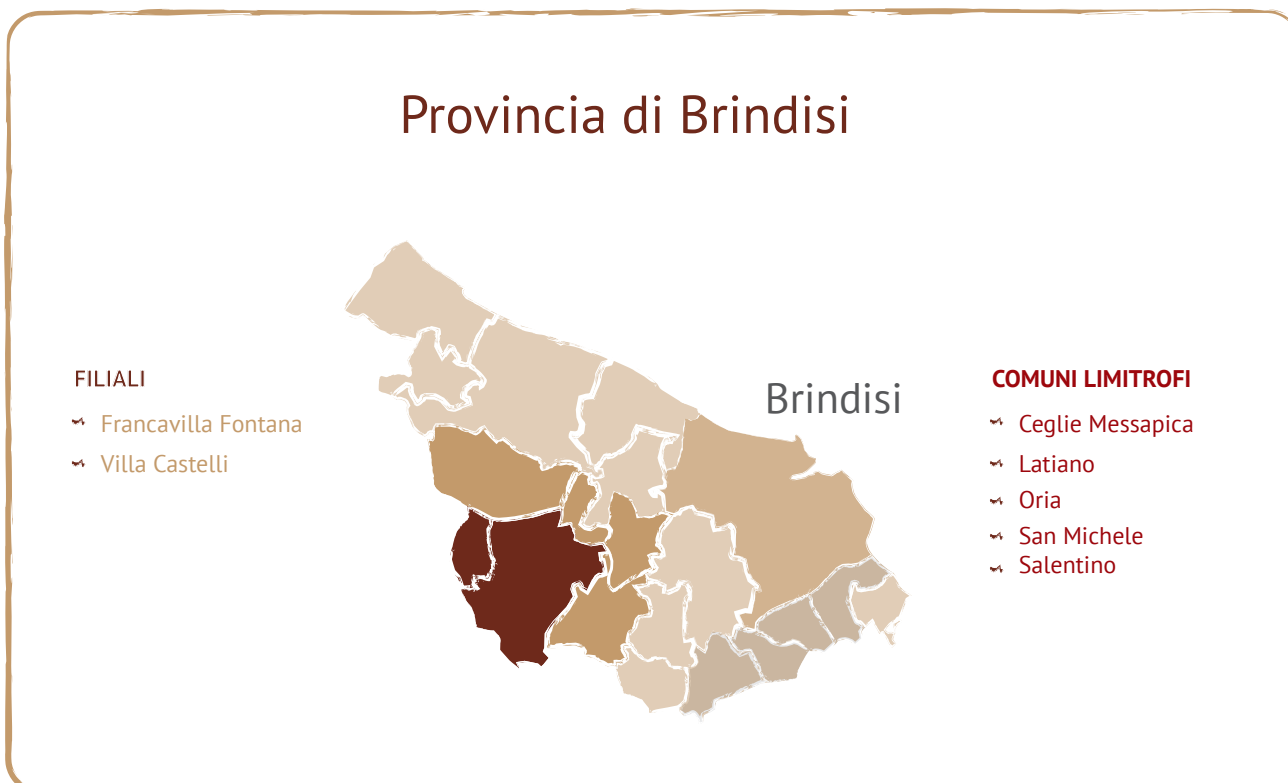 Provincia di Brindisi
FILIALI
Francavilla Fontana
Villa Castelli
Brindisi
COMUNI LIMITROFI
Ceglie Messapica
Latiano
Oria
San Michele
Salentino